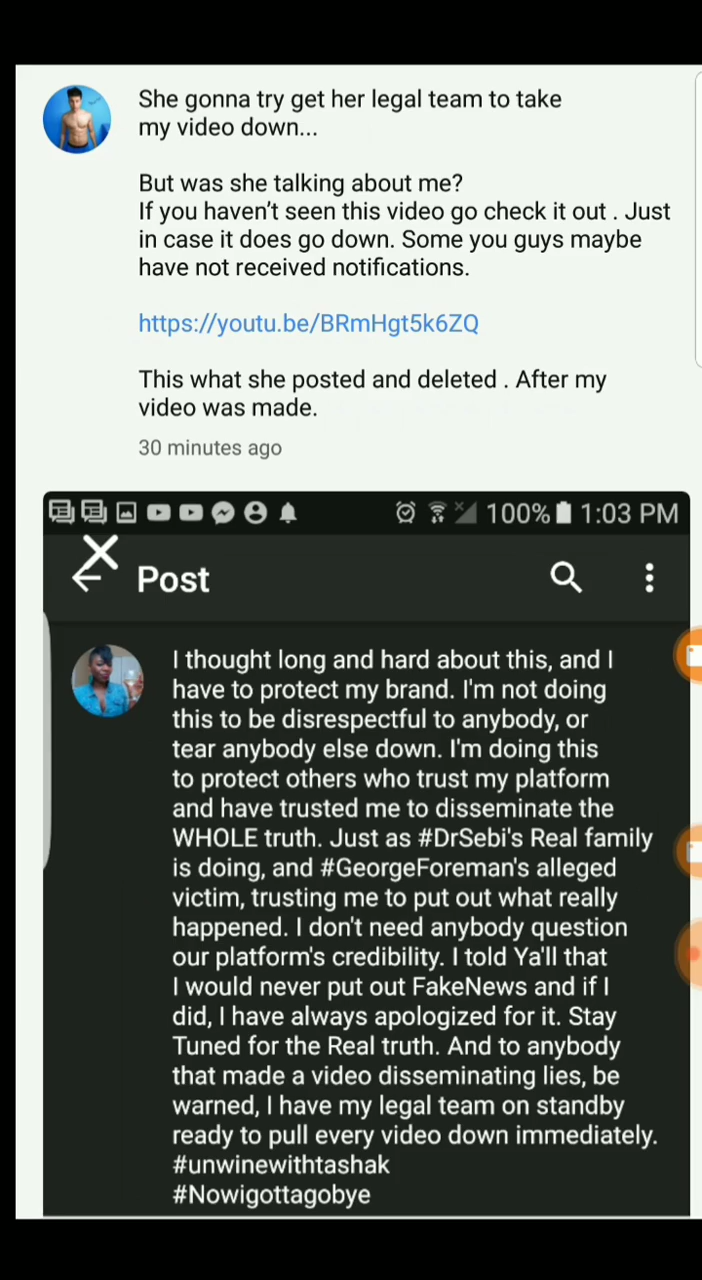 She gonna try get her legal team to take
my video down...
But was she talking about me?
If you haven't seen this video go check it out . Just
in case it does go down. Some you guys maybe
have not received notifications.
https://youtu.be/BRmHgt5k6ZQ
This what she posted and deleted . After my
video was made.
30 minutes ago
100% 1:03 PM
Post
I thought long and hard about this, and I
have to protect my brand. I'm not doing
this to be disrespectful to anybody, or
tear anybody else down. I'm doing this
to protect others who trust my platform
and have trusted me to disseminate the
WHOLE truth. Just as #DrSebi's Real family
is doing, and #GeorgeForeman's alleged
victim, trusting me to put out what really
happened. I don't need anybody question
our platform's credibility. I told Ya'll that
I would never put out FakeNews and if I
did, I have always apologized for it. Stay
Tuned for the Real truth. And to anybody
that made a video disseminating lies, be
warned, I have my legal team on standby
ready to pull every video down immediately.
#unwinewithtashak
#Nowigottagobye